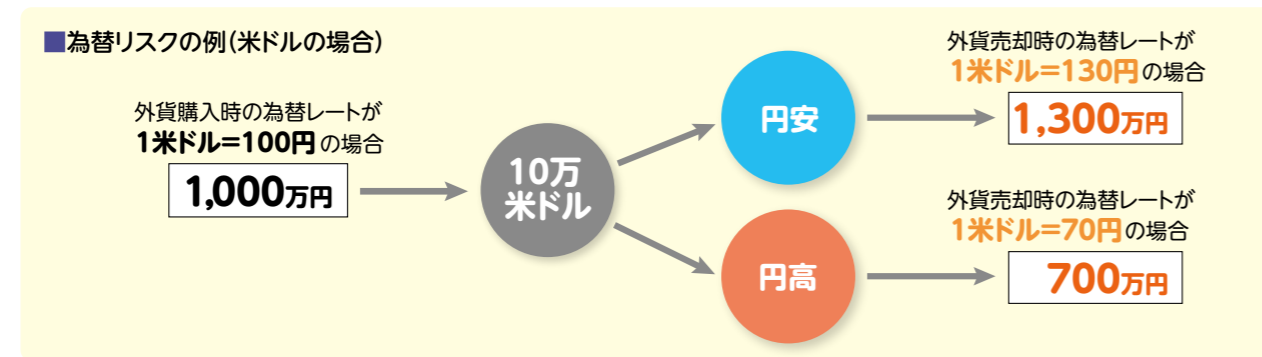 ■為替リスクの例(米ドルの場合)
外貨購入時の為替レートが
1米ドル=100円の場合
1,000万円
10万
米ドル
円安
外貨売却時の為替レートが
1米ドル=130円の場合
1,300万円
円高
外貨売却時の為替レートが
1米ドル=70円の場合
700万円